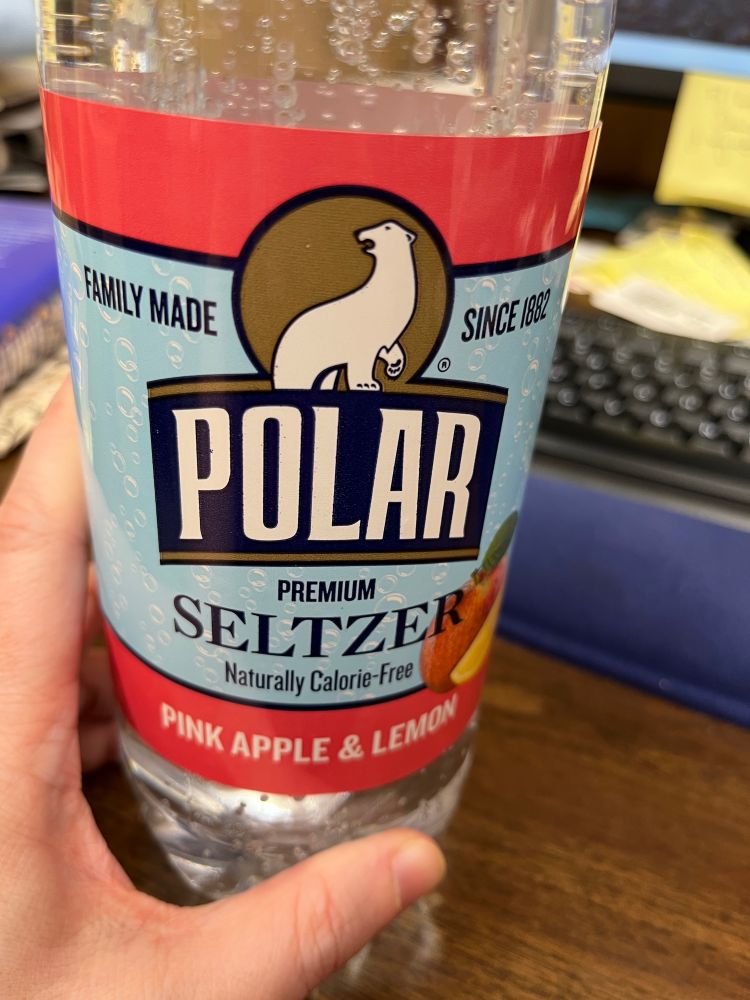 FAMILY MADE
SINCE 1882
®
POLAR
PREMIUM
SELTZER
Naturally Calorie-Free
PINK APPLE & LEMON